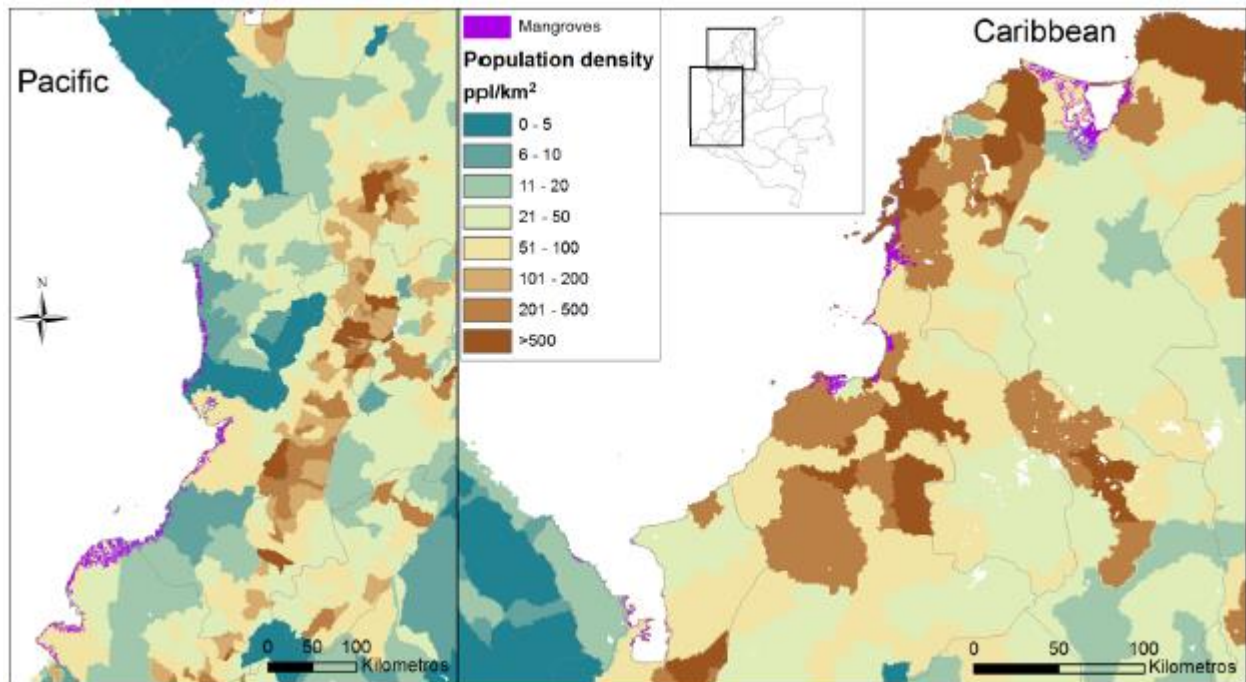 Pacific
N
0 50 100
Kilometros
Mangroves
Population density
ppl/km²
0 - 5
6 - 10
11 - 20
21 - 50
51 - 100
101 - 200
201 - 500
>500
Caribbean
0 50 100
Kilometros